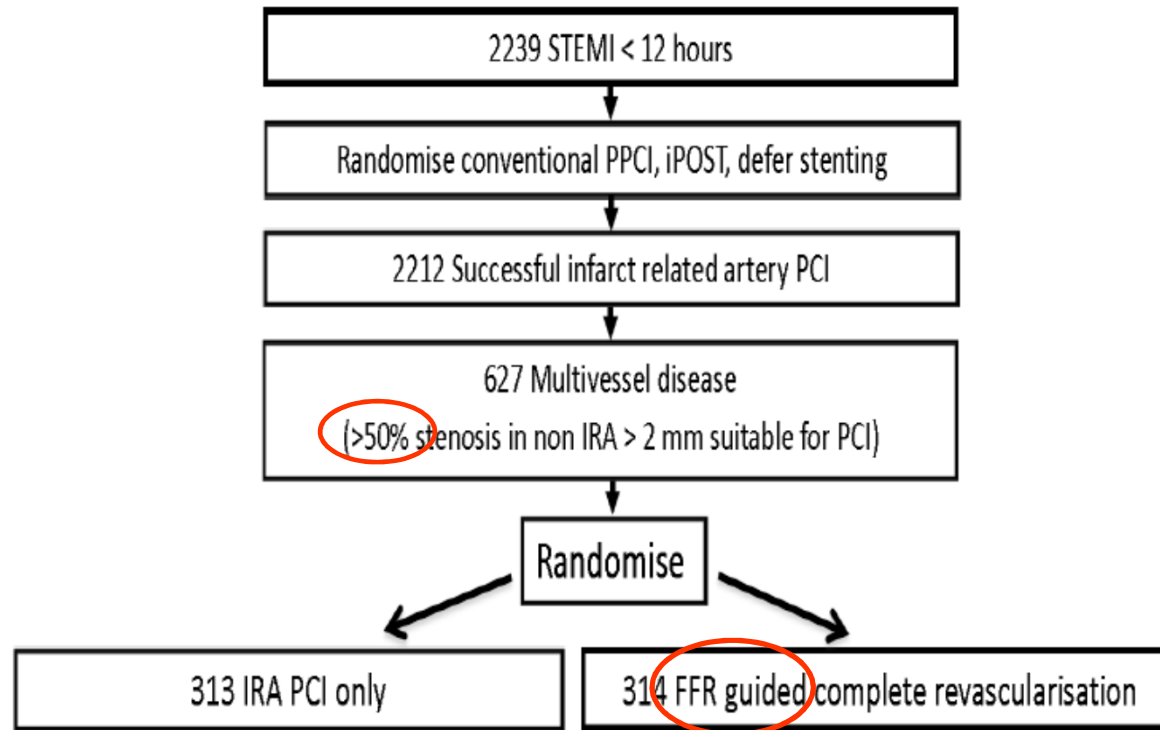 2239 STEMI < 12 hours
Randomise conventional PPCI, iPOST, defer stenting
2212 Successful infarct related artery PCI
627 Multivessel disease
(>50% stenosis in non IRA > 2 mm suitable for PCI)
Randomise
313 IRA PCI only
314 FFR guided complete revascularisation